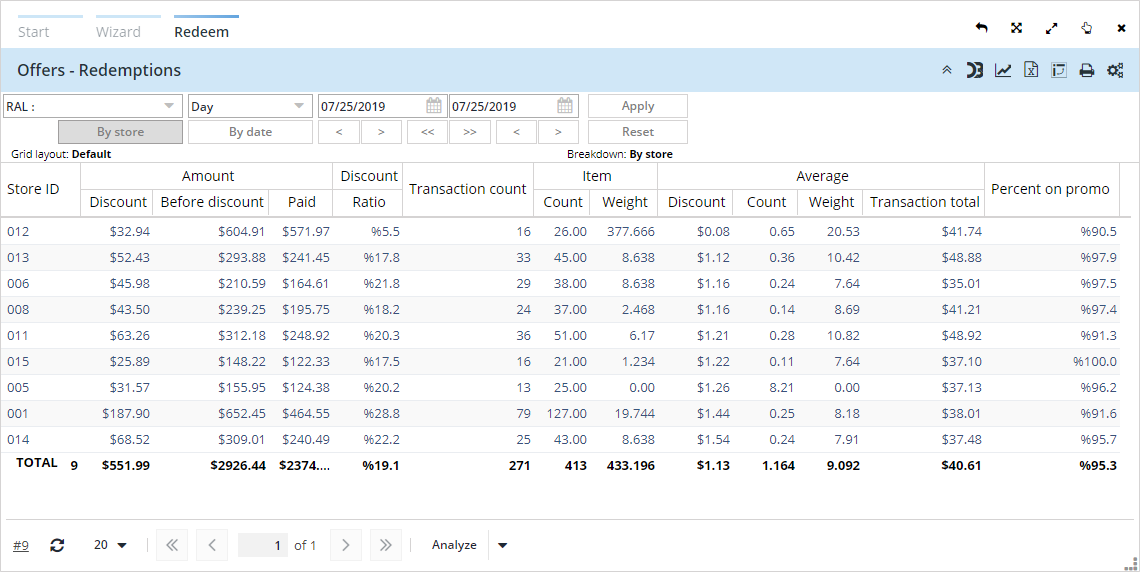 Start Wizard Redeem
Offers - Redemptions
RAL : Day 07/25/2019 07/25/2019 Apply
By store By date < > << >> < > Reset
Grid layout: Default Breakdown: By store
Store ID Amount Discount Transaction count Item Average Percent on promo
Discount Before discount Paid Ratio Count Weight Discount Count Weight Transaction total
012 $32.94 $604.91 $571.97 %5.5 16 26.00 377.666 $0.08 0.65 20.53 $41.74 %90.5
013 $52.43 $293.88 $241.45 %17.8 33 45.00 8.638 $1.12 0.36 10.42 $48.88 %97.9
006 $45.98 $210.59 $164.61 %21.8 29 38.00 8.638 $1.16 0.24 7.64 $35.01 %97.5
008 $43.50 $239.25 $195.75 %18.2 24 37.00 2.468 $1.16 0.14 8.69 $41.21 %97.4
011 $63.26 $312.18 $248.92 %20.3 36 51.00 6.17 $1.21 0.28 10.82 $48.92 %91.3
015 $25.89 $148.22 $122.33 %17.5 16 21.00 1.234 $1.22 0.11 7.64 $37.10 %100.0
005 $31.57 $155.95 $124.38 %20.2 13 25.00 0.00 $1.26 8.21 0.00 $37.13 %96.2
001 $187.90 $652.45 $464.55 %28.8 79 127.00 19.744 $1.44 0.25 8.18 $38.01 %91.6
014 $68.52 $309.01 $240.49 %22.2 25 43.00 8.638 $1.54 0.24 7.91 $37.48 %95.7
TOTAL 9 $551.99 $2926.44 $2374.... %19.1 271 413 433.196 $1.13 1.164 9.092 $40.61 %95.3
#9 20 1 of 1 Analyze